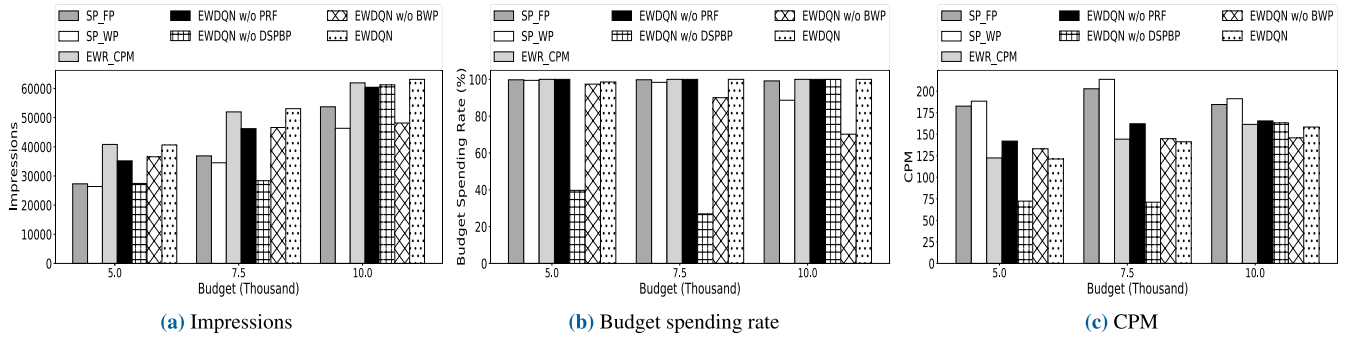 SP_FP
SP_WP
EWR_CPM
EWDQN w/o PRF
EWDQN w/o DSPBP
EWDQN w/o BWP
EWDQN
Impressions
60000
50000
40000
30000
20000
10000
0
5.0
7.5
10.0
Budget (Thousand)
(a) Impressions
SP_FP
SP_WP
EWR_CPM
EWDQN w/o PRF
EWDQN w/o DSPBP
EWDQN w/o BWP
EWDQN
Budget Spending Rate (%)
100
80
60
40
20
0
5.0
7.5
10.0
Budget (Thousand)
(b) Budget spending rate
SP_FP
SP_WP
EWR_CPM
EWDQN w/o PRF
EWDQN w/o DSPBP
EWDQN w/o BWP
EWDQN
CPM
200
175
150
125
100
75
50
25
0
5.0
7.5
10.0
Budget (Thousand)
(c) CPM